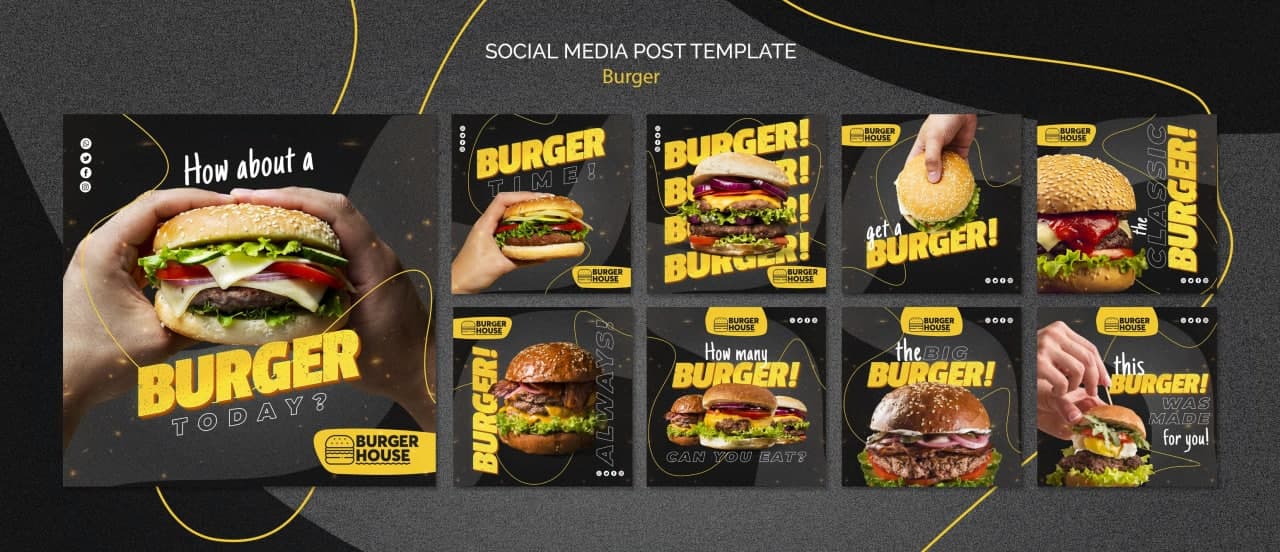 SOCIAL MEDIA POST TEMPLATE
Burger
How about a
BURGER
TODAY?
BURGER
HOUSE
BURGER
TIME!
BURGER
HOUSE
BURGER!
BURGER!
BURGER!
BURGER!
BURGER!
BURGER
HOUSE
BURGER
HOUSE
get a
BURGER!
BURGER
HOUSE
the CLASSIC
BURGER!
BURGER
HOUSE
BURGER!
ALWAYS!
BURGER
HOUSE
How many
BURGER!
CAN YOU EAT?
BURGER
HOUSE
the BIG
BURGER!
BURGER
HOUSE
this
BURGER!
WAS
MADE
for you!